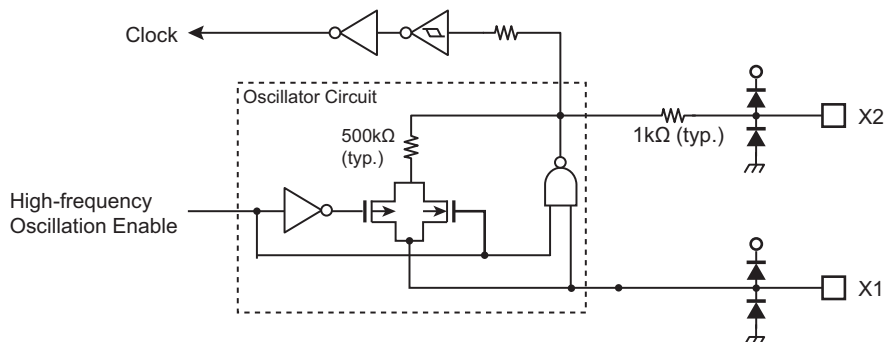 Clock
Oscillator Circuit
500kΩ
(typ.)
1kΩ (typ.)
X2
High-frequency
Oscillation Enable
X1